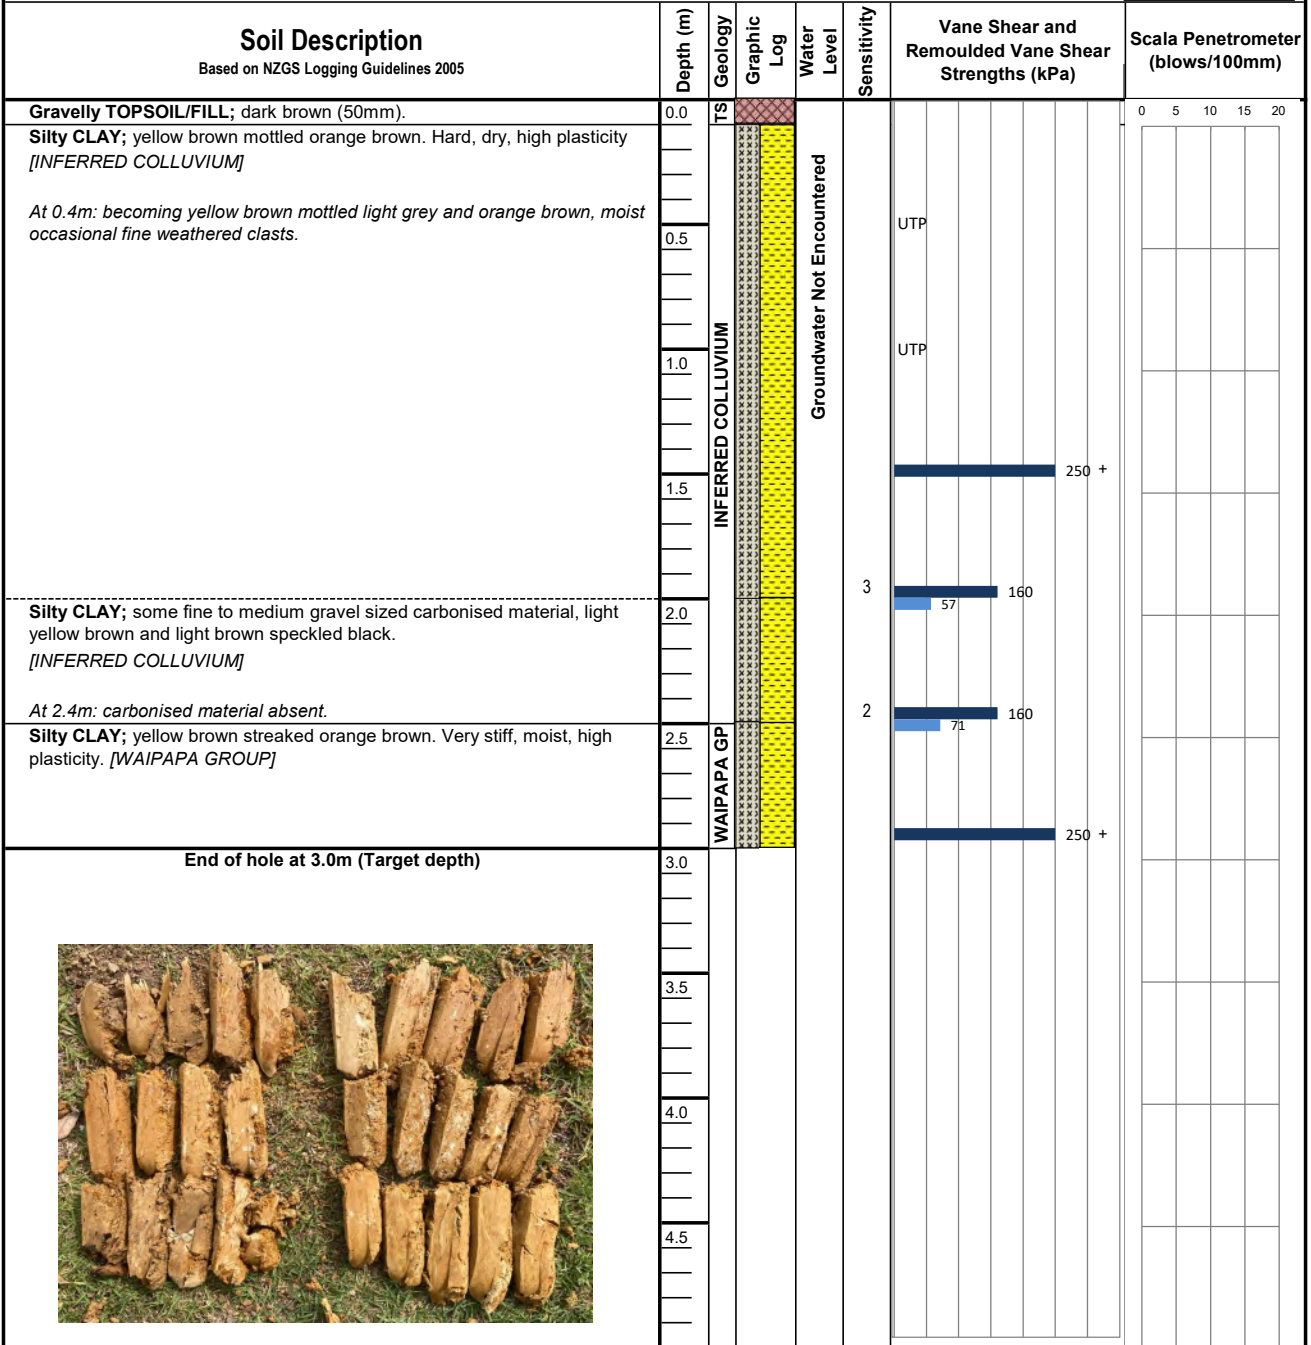 Soil Description
Based on NZGS Logging Guidelines 2005
Depth (m)
Geology
Graphic
Log
Water
Level
Sensitivity
Vane Shear and
Remoulded Vane Shear
Strengths (kPa)
Scala Penetrometer
(blows/100mm)
Gravelly TOPSOIL/FILL; dark brown (50mm).
0.0
TS
0 5 10 15 20
Silty CLAY; yellow brown mottled orange brown. Hard, dry, high plasticity
[INFERRED COLLUVIUM]
At 0.4m: becoming yellow brown mottled light grey and orange brown, moist
occasional fine weathered clasts.
0.5
UTP
INFERRED COLLUVIUM
Groundwater Not Encountered
UTP
1.0
250 +
1.5
3
160
57
Silty CLAY; some fine to medium gravel sized carbonised material, light
yellow brown and light brown speckled black.
[INFERRED COLLUVIUM]
2.0
At 2.4m: carbonised material absent.
2
160
71
Silty CLAY; yellow brown streaked orange brown. Very stiff, moist, high
plasticity. [WAIPAPA GROUP]
2.5
WAIPAPA GP
250 +
End of hole at 3.0m (Target depth)
3.0
3.5
4.0
4.5